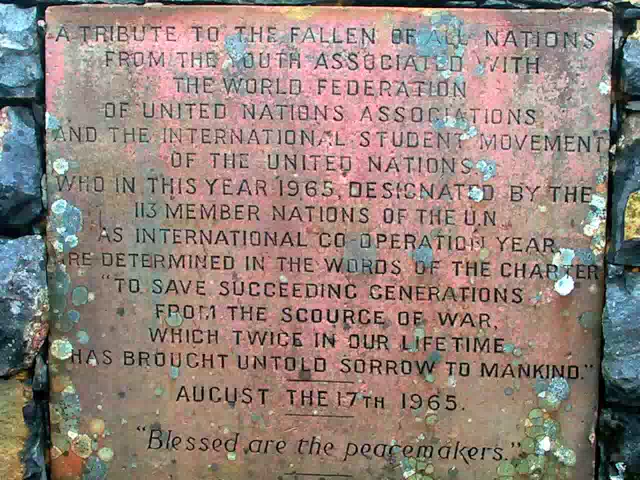 A TRIBUTE TO THE FALLEN OF ALL NATIONS
FROM THE YOUTH ASSOCIATED WITH
THE WORLD FEDERATION
OF UNITED NATIONS ASSOCIATIONS
AND THE INTERNATIONAL STUDENT MOVEMENT
OF THE UNITED NATIONS.
WHO IN THIS YEAR 1965, DESIGNATED BY THE
113 MEMBER NATIONS OF THE U.N.
AS INTERNATIONAL CO-OPERATION YEAR
ARE DETERMINED IN THE WORDS OF THE CHARTER
"TO SAVE SUCCEEDING GENERATIONS
FROM THE SCOURGE OF WAR,
WHICH TWICE IN OUR LIFETIME
HAS BROUGHT UNTOLD SORROW TO MANKIND."
AUGUST THE 17TH 1965.
"Blessed are the peacemakers."